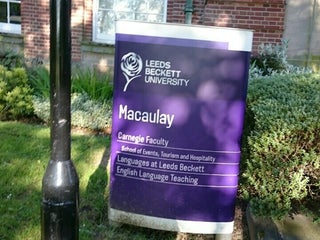 LEEDS
BECKETT
UNIVERSITY
Macaulay
Carnegie Faculty
School of Events, Tourism and Hospitality
Languages at Leeds Beckett
English Language Teaching